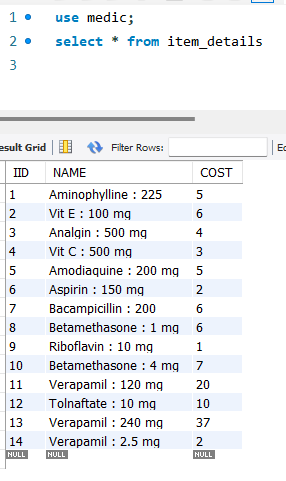 1 use medic;
2 select * from item_details
3
esult Grid Filter Rows: Ec
IID NAME COST
1 Aminophylline : 225 5
2 Vit E : 100 mg 6
3 Analgin : 500 mg 4
4 Vit C : 500 mg 3
5 Amodiaquine : 200 mg 5
6 Aspirin : 150 mg 2
7 Bacampicillin : 200 6
8 Betamethasone : 1 mg 6
9 Riboflavin : 10 mg 1
10 Betamethasone : 4 mg 7
11 Verapamil : 120 mg 20
12 Tolnaftate : 10 mg 10
13 Verapamil : 240 mg 37
14 Verapamil : 2.5 mg 2
NULL NULL NULL